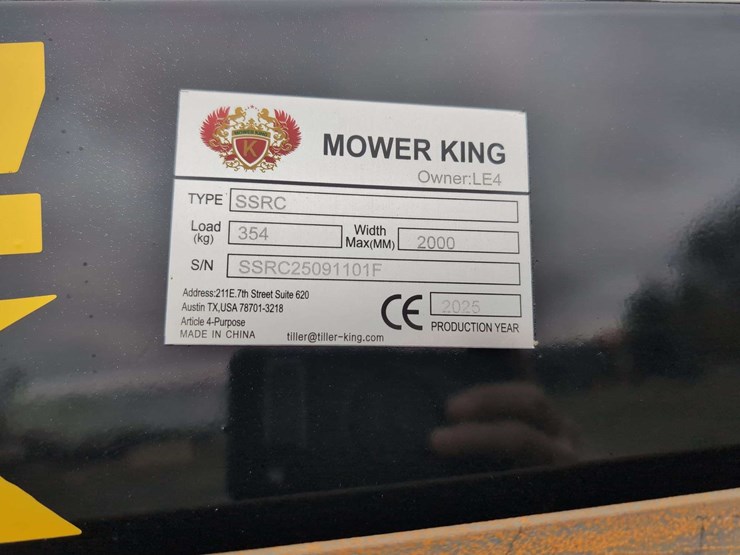 MOWER KING
K
MOWER KING
Owner:LE4
TYPE SSRC
Load (kg) 354 Width Max(MM) 2000
S/N SSRC25091101F
Address:211E.7th Street Suite 620
Austin TX,USA 78701-3218
Article 4-Purpose
MADE IN CHINA
tiller@tiller-king.com
CE
2025
PRODUCTION YEAR